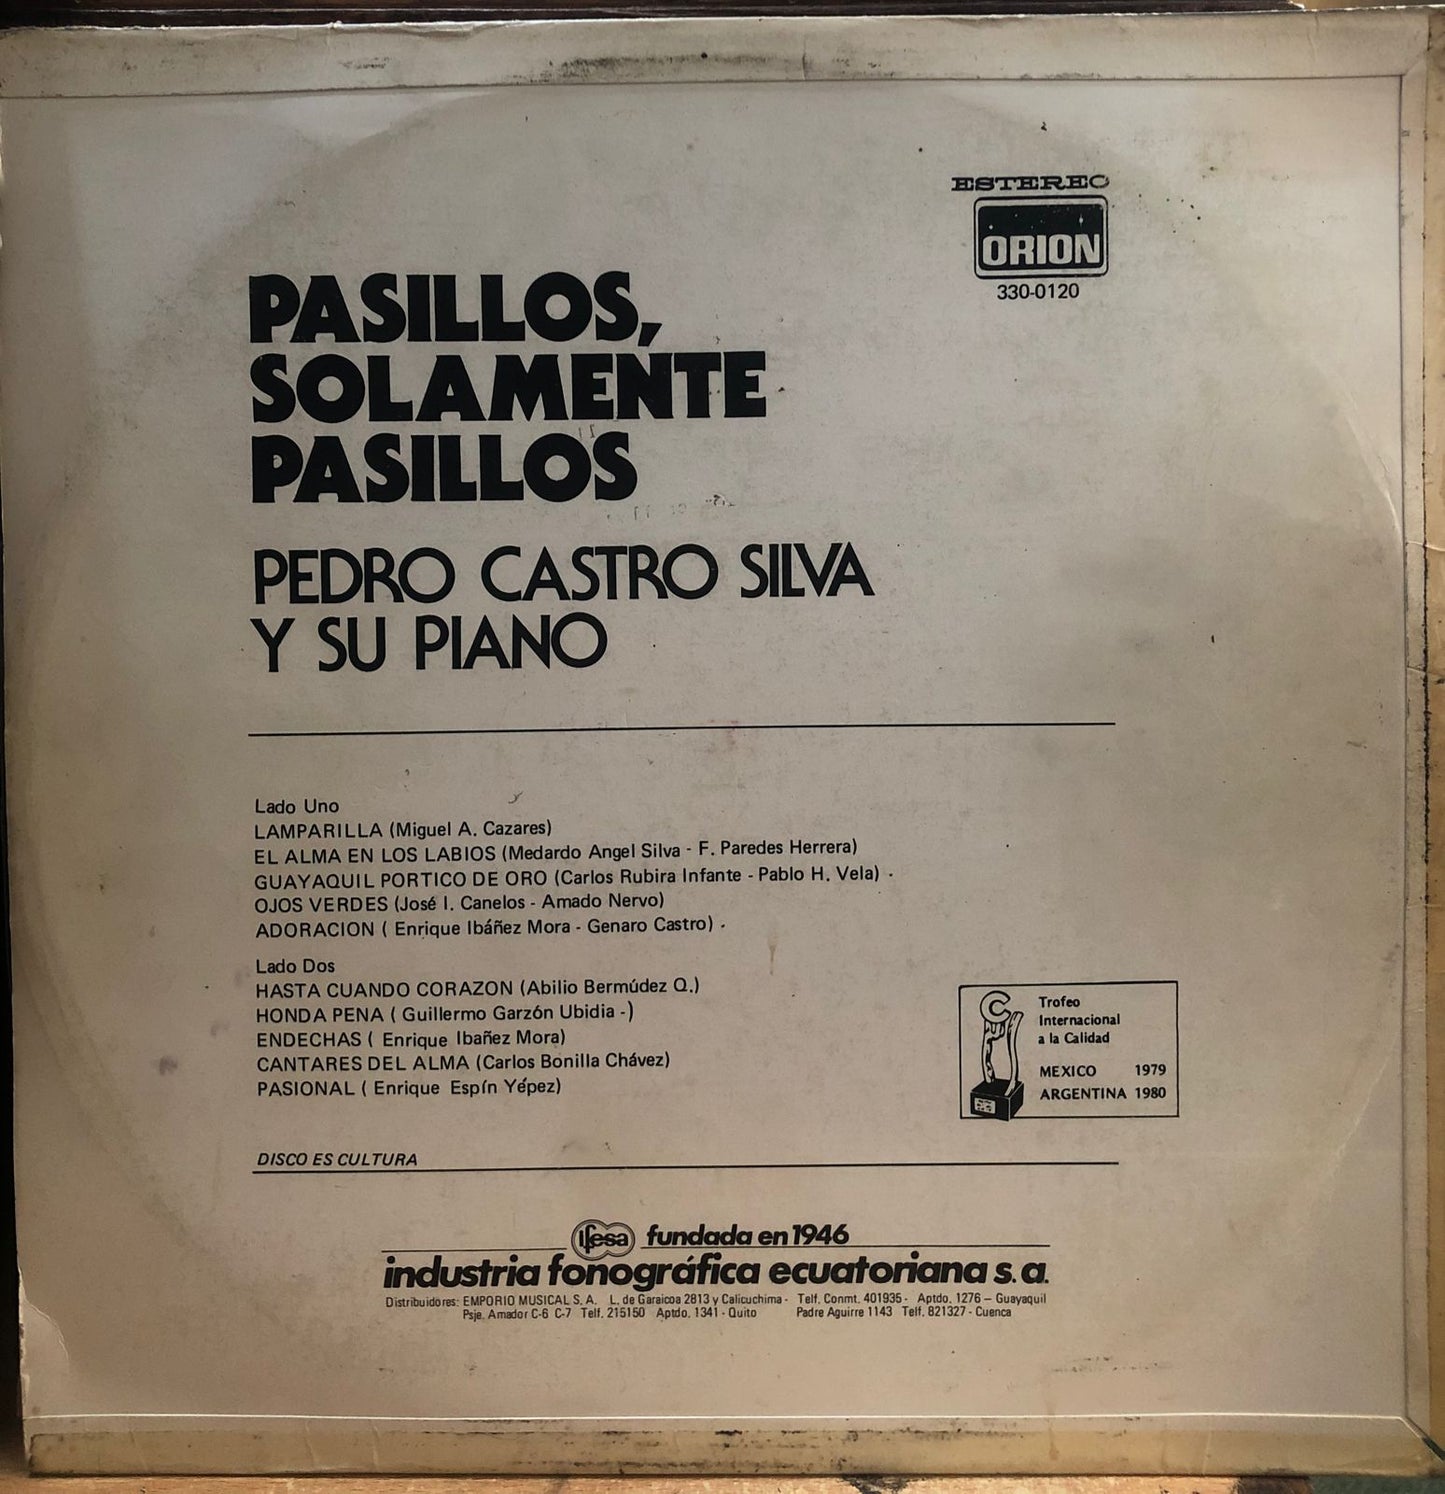 ESTEREO
ORION
330-0120
PASILLOS,
SOLAMENTE
PASILLOS
PEDRO CASTRO SILVA
Y SU PIANO
Lado Uno
LAMPARILLA (Miguel A. Cazares)
EL ALMA EN LOS LABIOS (Medardo Angel Silva - F. Paredes Herrera)
GUAYAQUIL PORTICO DE ORO (Carlos Rubira Infante - Pablo H. Vela) -
OJOS VERDES (José I. Canelos - Amado Nervo)
ADORACION ( Enrique Ibáñez Mora - Genaro Castro) -
Lado Dos
HASTA CUANDO CORAZON (Abilio Bermúdez Q.)
HONDA PENA ( Guillermo Garzón Ubidia -)
ENDECHAS ( Enrique Ibañez Mora)
CANTARES DEL ALMA (Carlos Bonilla Chávez)
PASIONAL ( Enrique Espín Yépez)
Trofeo
Internacional
a la Calidad
MEXICO 1979
ARGENTINA 1980
DISCO ES CULTURA
ifesa fundada en 1946
industria fonográfica ecuatoriana s.a.
Distribuidores: EMPORIO MUSICAL S. A. L. de Garaicoa 2813 y Calicuchima - Telf. Conmt. 401935 - Aptdo. 1276 – Guayaquil
Psje. Amador C-6 C-7 Telf. 215150 Aptdo. 1341 - Quito Padre Aguirre 1143 Telf. 821327 - Cuenca